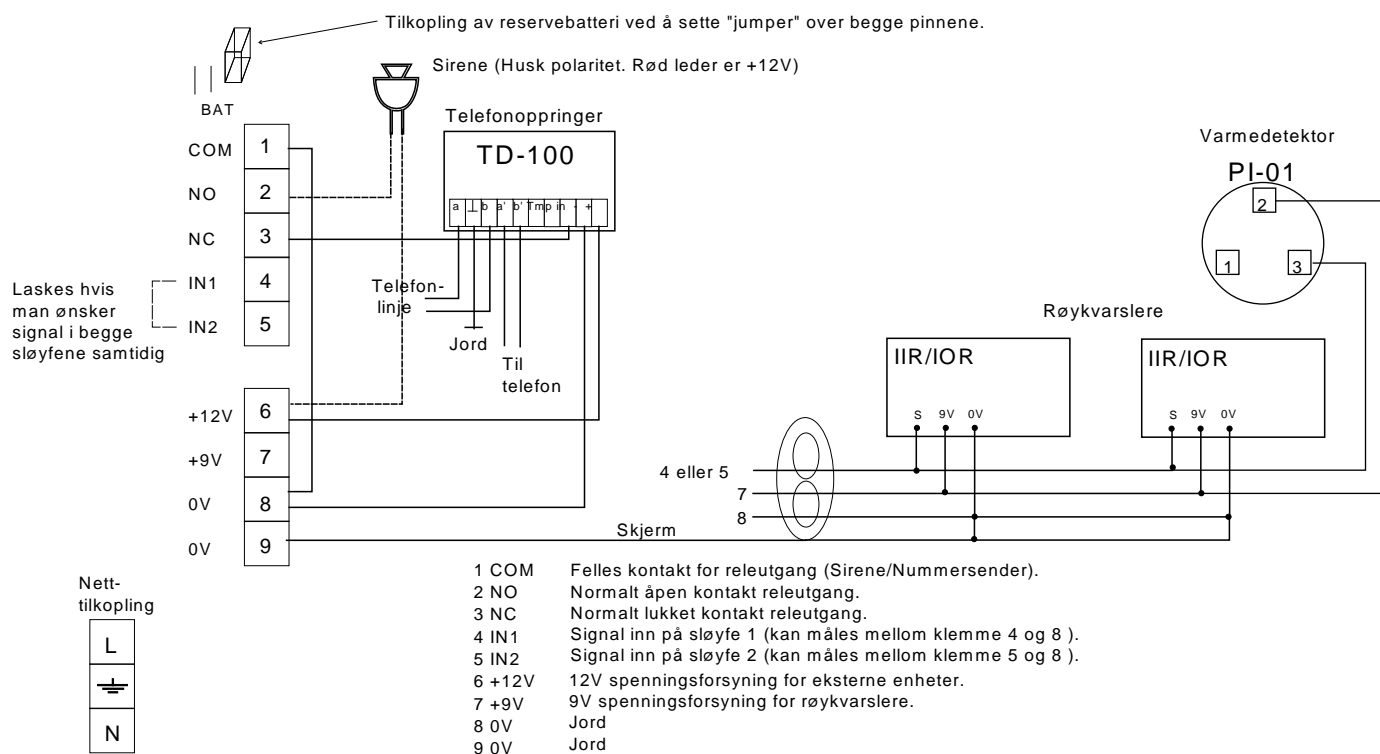 Tilkopling av reservebatteri ved å sette "jumper" over begge pinnene.
Sirene (Husk polaritet. Rød leder er +12V)
BAT
Telefonoppringer
TD-100
a ⊥ b a' b' Tmp in - +
COM 1
NO 2
NC 3
IN1 4
IN2 5
Laskes hvis
man ønsker
signal i begge
sløyfene samtidig
+12V 6
+9V 7
0V 8
0V 9
Telefon-
linje
Jord
Til
telefon
Varmedetektor
PI-01
2
1
3
Røykvarslere
IIR/IOR
S 9V 0V
IIR/IOR
S 9V 0V
4 eller 5
7
8
Skjerm
Nett-
tilkopling
L
N
1 COM Felles kontakt for releutgang (Sirene/Nummersender).
2 NO Normalt åpen kontakt releutgang.
3 NC Normalt lukket kontakt releutgang.
4 IN1 Signal inn på sløyfe 1 (kan måles mellom klemme 4 og 8 ).
5 IN2 Signal inn på sløyfe 2 (kan måles mellom klemme 5 og 8 ).
6 +12V 12V spenningsforsyning for eksterne enheter.
7 +9V 9V spenningsforsyning for røykvarslere.
8 0V Jord
9 0V Jord